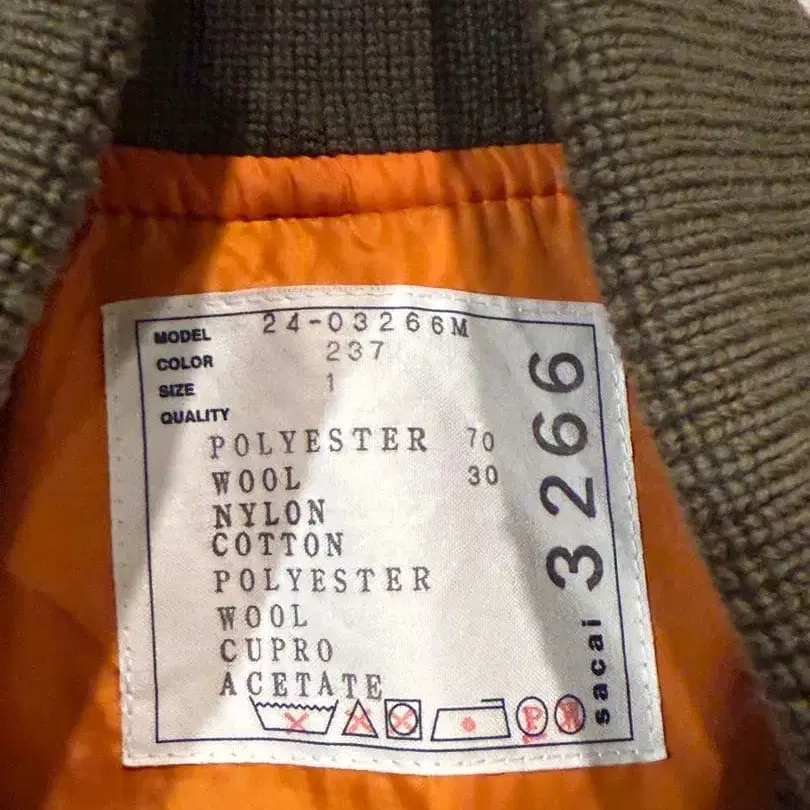 MODEL 24-03266M
COLOR 237
SIZE 1
QUALITY
POLYESTER 70
WOOL 30
NYLON
COTTON
POLYESTER
WOOL
CUPRO
ACETATE
P W
sacai 3266